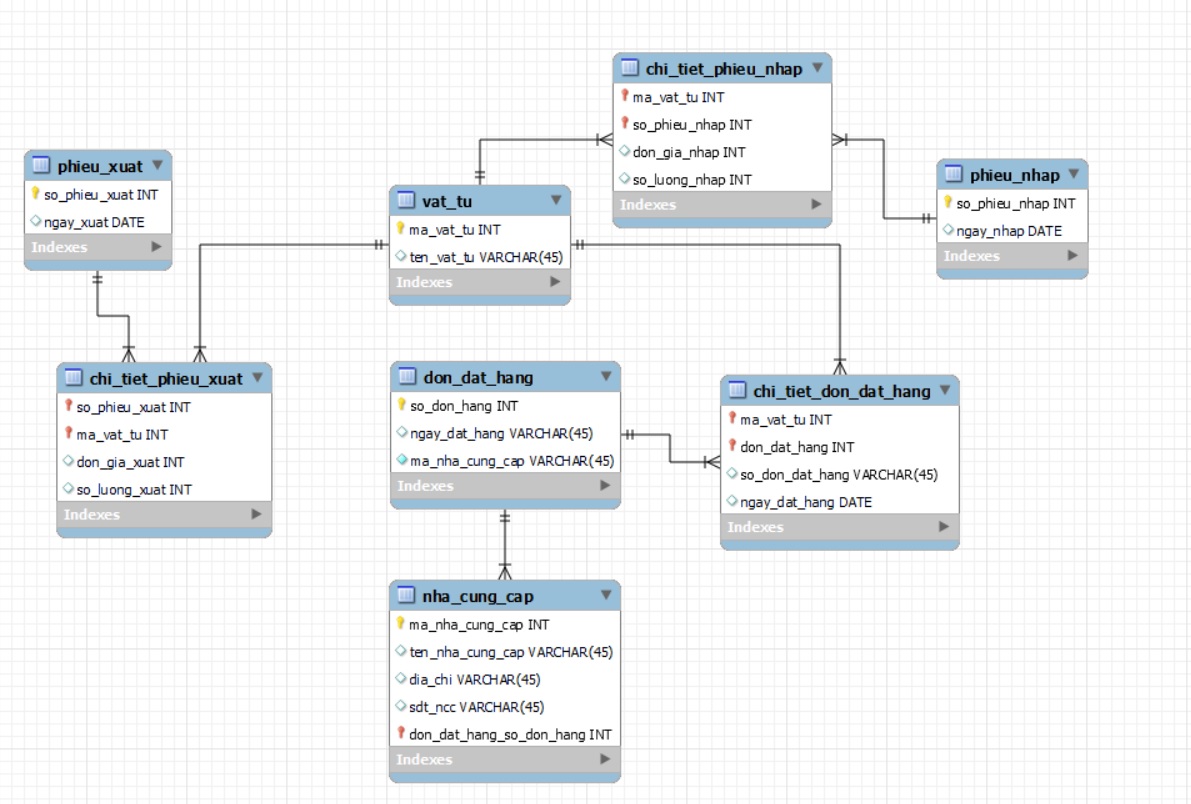 chi_tiet_phieu_nhap
ma_vat_tu INT
so_phieu_nhap INT
don_gia_nhap INT
so_luong_nhap INT
Indexes
phieu_xuat
so_phieu_xuat INT
ngay_xuat DATE
Indexes
vat_tu
ma_vat_tu INT
ten_vat_tu VARCHAR(45)
Indexes
phieu_nhap
so_phieu_nhap INT
ngay_nhap DATE
Indexes
chi_tiet_phieu_xuat
so_phieu_xuat INT
ma_vat_tu INT
don_gia_xuat INT
so_luong_xuat INT
Indexes
don_dat_hang
so_don_hang INT
ngay_dat_hang VARCHAR(45)
ma_nha_cung_cap VARCHAR(45)
Indexes
chi_tiet_don_dat_hang
ma_vat_tu INT
don_dat_hang INT
so_don_dat_hang VARCHAR(45)
ngay_dat_hang DATE
Indexes
nha_cung_cap
ma_nha_cung_cap INT
ten_nha_cung_cap VARCHAR(45)
dia_chi VARCHAR(45)
sdt_ncc VARCHAR(45)
don_dat_hang_so_don_hang INT
Indexes